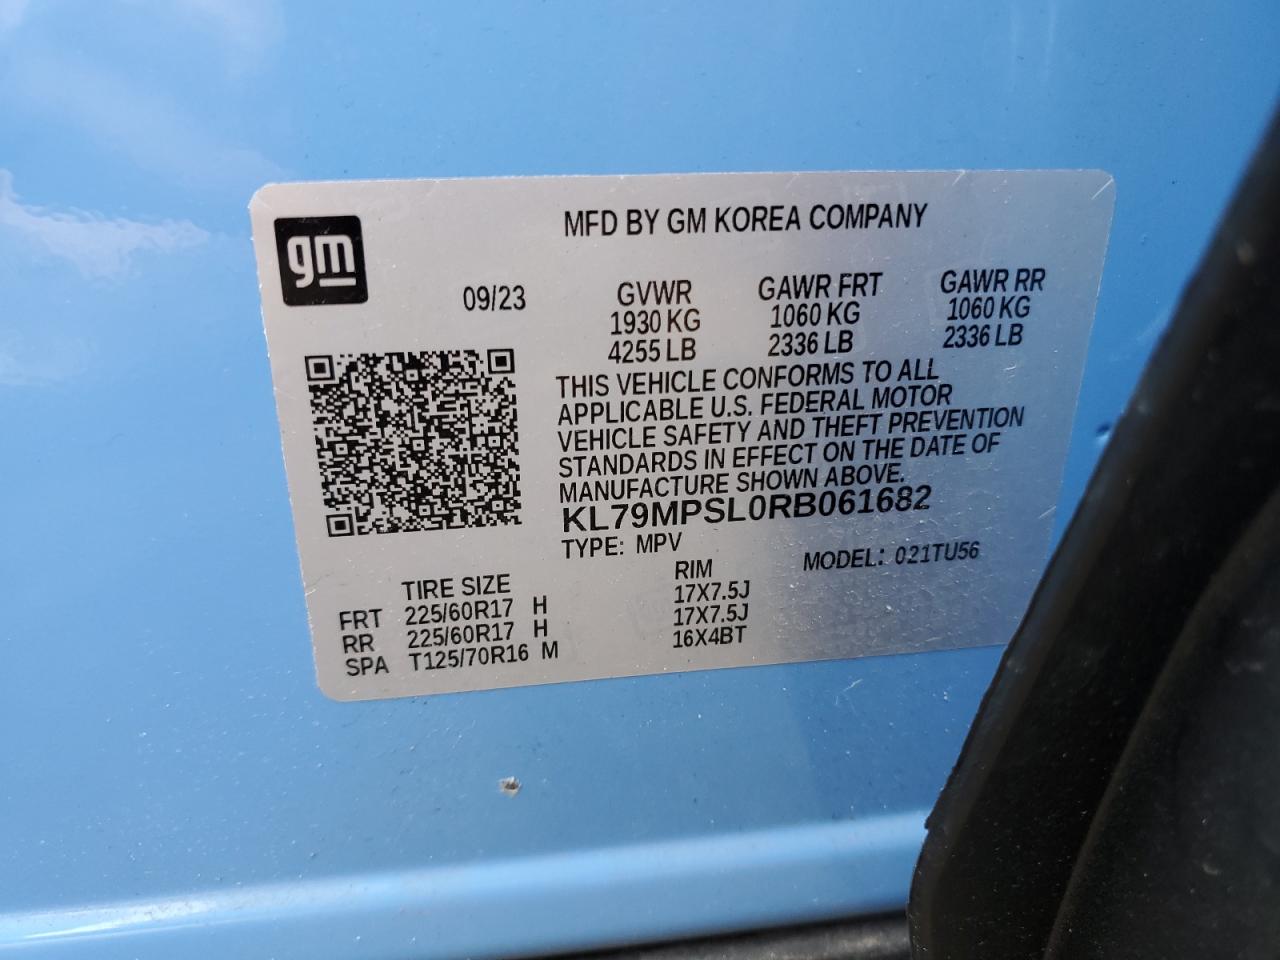 gm
MFD BY GM KOREA COMPANY
09/23
GVWR GAWR FRT GAWR RR
1930 KG 1060 KG 1060 KG
4255 LB 2336 LB 2336 LB
THIS VEHICLE CONFORMS TO ALL
APPLICABLE U.S. FEDERAL MOTOR
VEHICLE SAFETY AND THEFT PREVENTION
STANDARDS IN EFFECT ON THE DATE OF
MANUFACTURE SHOWN ABOVE.
KL79MPSL0RB061682
TYPE: MPV MODEL: 021TU56
TIRE SIZE RIM
FRT 225/60R17 H 17X7.5J
RR 225/60R17 H 17X7.5J
SPA T125/70R16 M 16X4BT